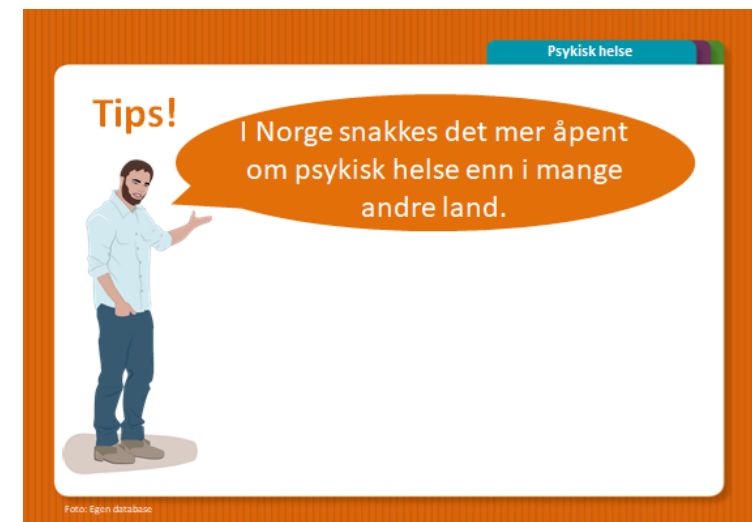 Psykisk helse
Tips!
I Norge snakkes det mer åpent
om psykisk helse enn i mange
andre land.
Foto: Egen database